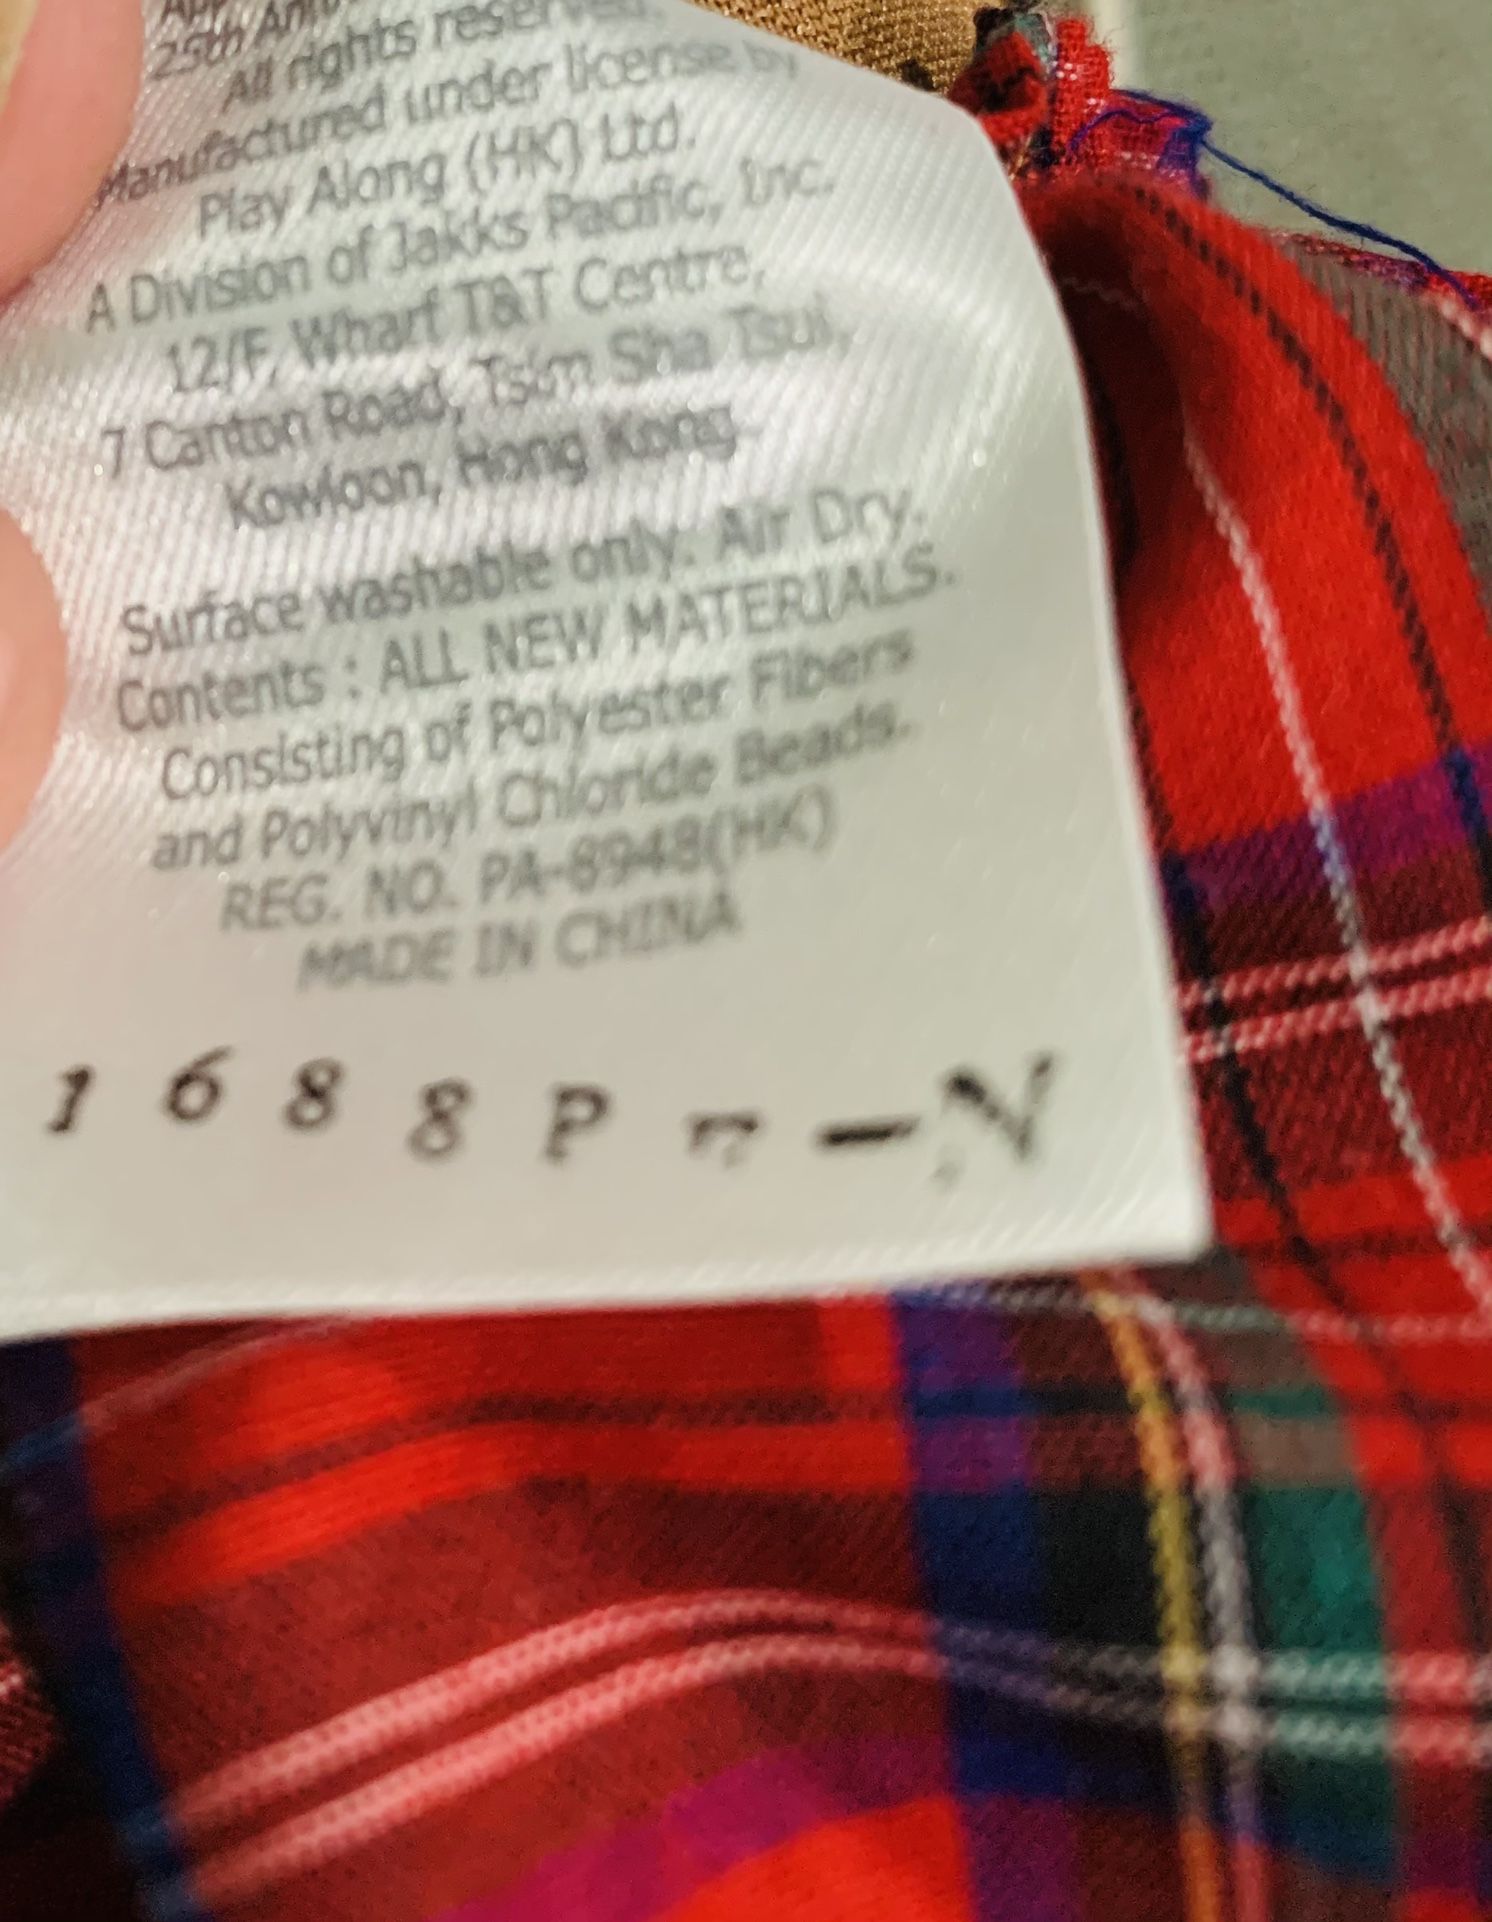 25th
All rights reserved.
Manufactured under license by
Play Along (HK) Ltd.
A Division of Jakks Pacific, Inc.
12/F, Wharf T&T Centre,
7 Canton Road, Tsim Sha Tsui,
Kowloon, Hong Kong.
Surface washable only. Air Dry.
Contents : ALL NEW MATERIALS.
Consisting of Polyester Fibers
and Polyvinyl Chloride Beads.
REG. NO. PA-8948(HK)
MADE IN CHINA
1688P